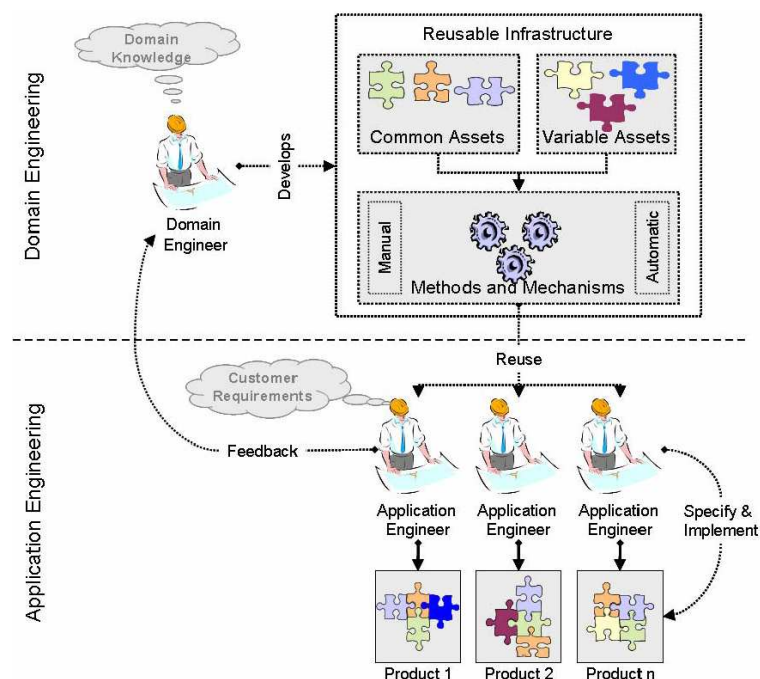 Domain Engineering
Domain
Knowledge
Domain
Engineer
Develops
Reusable Infrastructure
Common Assets
Variable Assets
Manual
Methods and Mechanisms
Automatic
Application Engineering
Reuse
Customer
Requirements
Feedback
Application
Engineer
Application
Engineer
Application
Engineer
Specify &
Implement
Product 1
Product 2
Product n